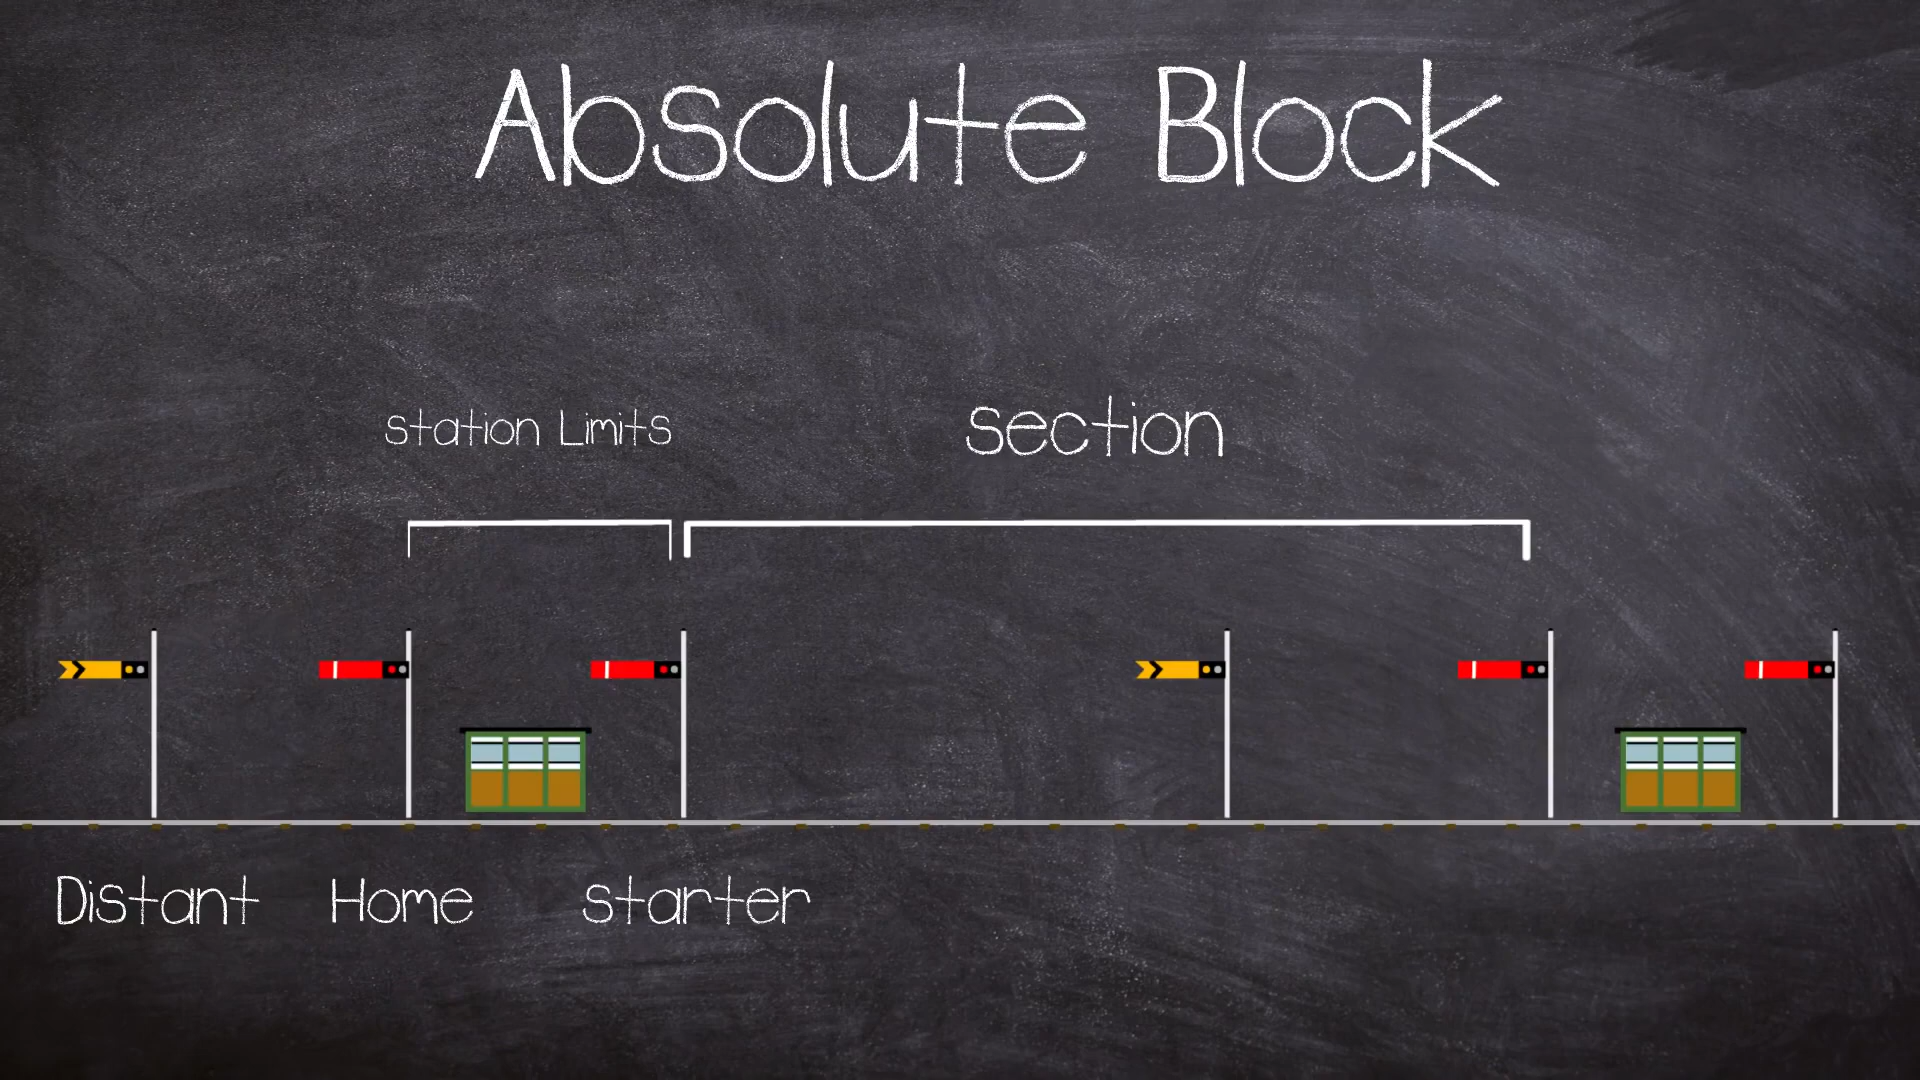 Absolute Block
Station Limits
Section
Distant
Home
Starter